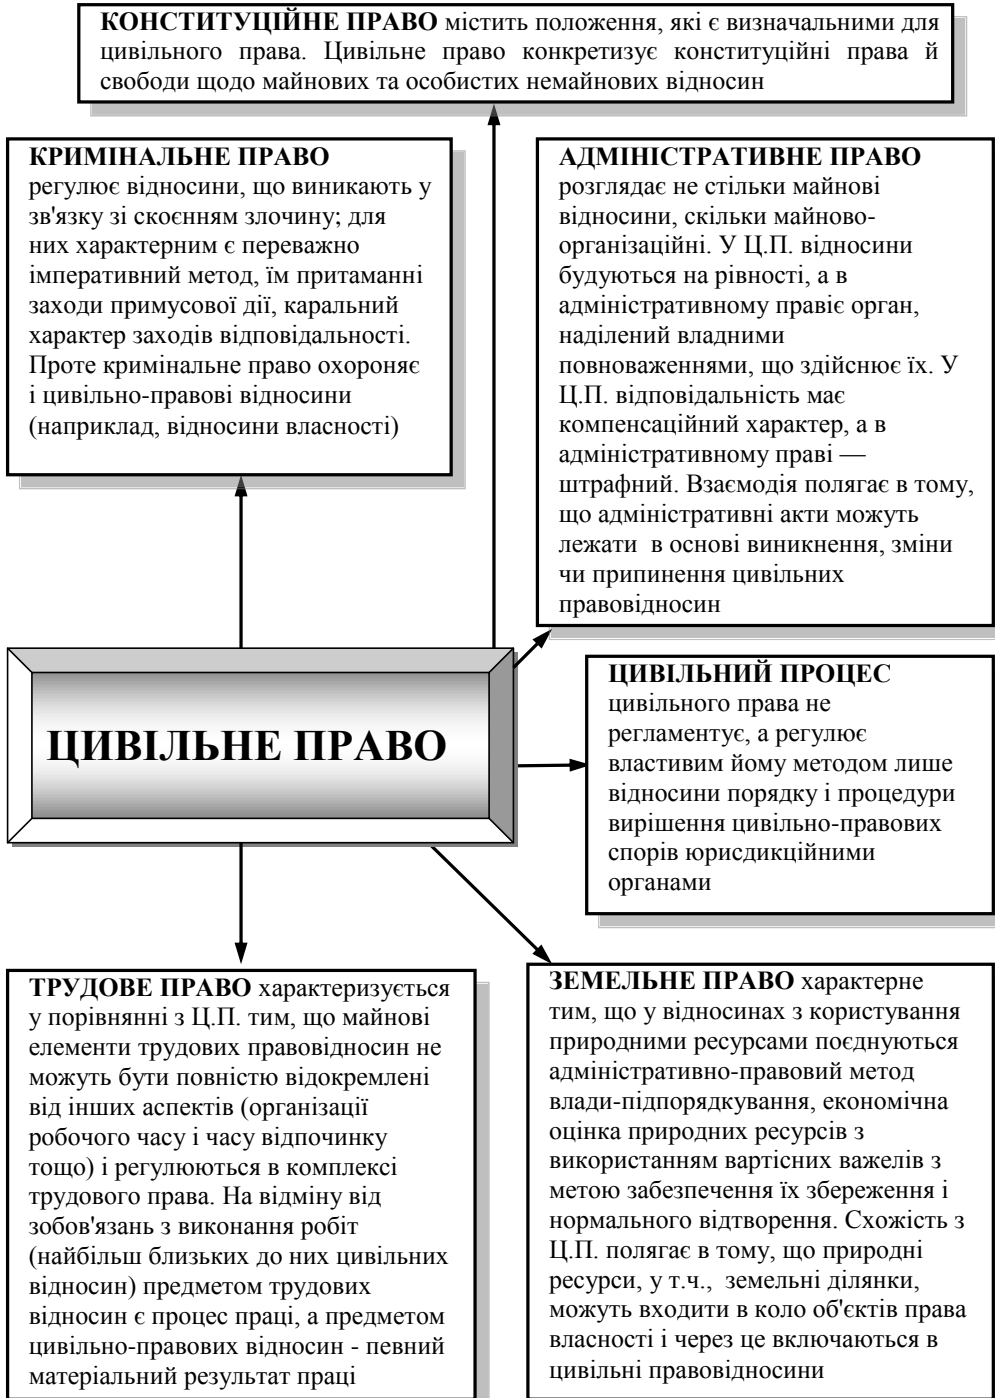 КОНСТИТУЦІЙНЕ ПРАВО містить положення, які є визначальними для
цивільного права. Цивільне право конкретизує конституційні права й
свободи щодо майнових та особистих немайнових відносин
КРИМІНАЛЬНЕ ПРАВО
регулює відносини, що виникають у
зв'язку зі скоєнням злочину; для
них характерним є переважно
імперативний метод, їм притаманні
заходи примусової дії, каральний
характер заходів відповідальності.
Проте кримінальне право охороняє
і цивільно-правові відносини
(наприклад, відносини власності)
АДМІНІСТРАТИВНЕ ПРАВО
розглядає не стільки майнові
відносини, скільки майново-
організаційні. У Ц.П. відносини
будуються на рівності, а в
адміністративному правіє орган,
наділений владними
повноваженнями, що здійснює їх. У
Ц.П. відповідальність має
компенсаційний характер, а в
адміністративному праві —
штрафний. Взаємодія полягає в тому,
що адміністративні акти можуть
лежати в основі виникнення, зміни
чи припинення цивільних
правовідносин
ЦИВІЛЬНЕ ПРАВО
ЦИВІЛЬНИЙ ПРОЦЕС
цивільного права не
регламентує, а регулює
властивим йому методом лише
відносини порядку і процедури
вирішення цивільно-правових
спорів юрисдикційними
органами
ТРУДОВЕ ПРАВО характеризується
у порівнянні з Ц.П. тим, що майнові
елементи трудових правовідносин не
можуть бути повністю відокремлені
від інших аспектів (організації
робочого часу і часу відпочинку
тощо) і регулюються в комплексі
трудового права. На відміну від
зобов'язань з виконання робіт
(найбільш близьких до них цивільних
відносин) предметом трудових
відносин є процес праці, а предметом
цивільно-правових відносин - певний
матеріальний результат праці
ЗЕМЕЛЬНЕ ПРАВО характерне
тим, що у відносинах з користування
природними ресурсами поєднуються
адміністративно-правовий метод
влади-підпорядкування, економічна
оцінка природних ресурсів з
використанням вартісних важелів з
метою забезпечення їх збереження і
нормального відтворення. Схожість з
Ц.П. полягає в тому, що природні
ресурси, у т.ч., земельні ділянки,
можуть входити в коло об'єктів права
власності і через це включаються в
цивільні правовідносини